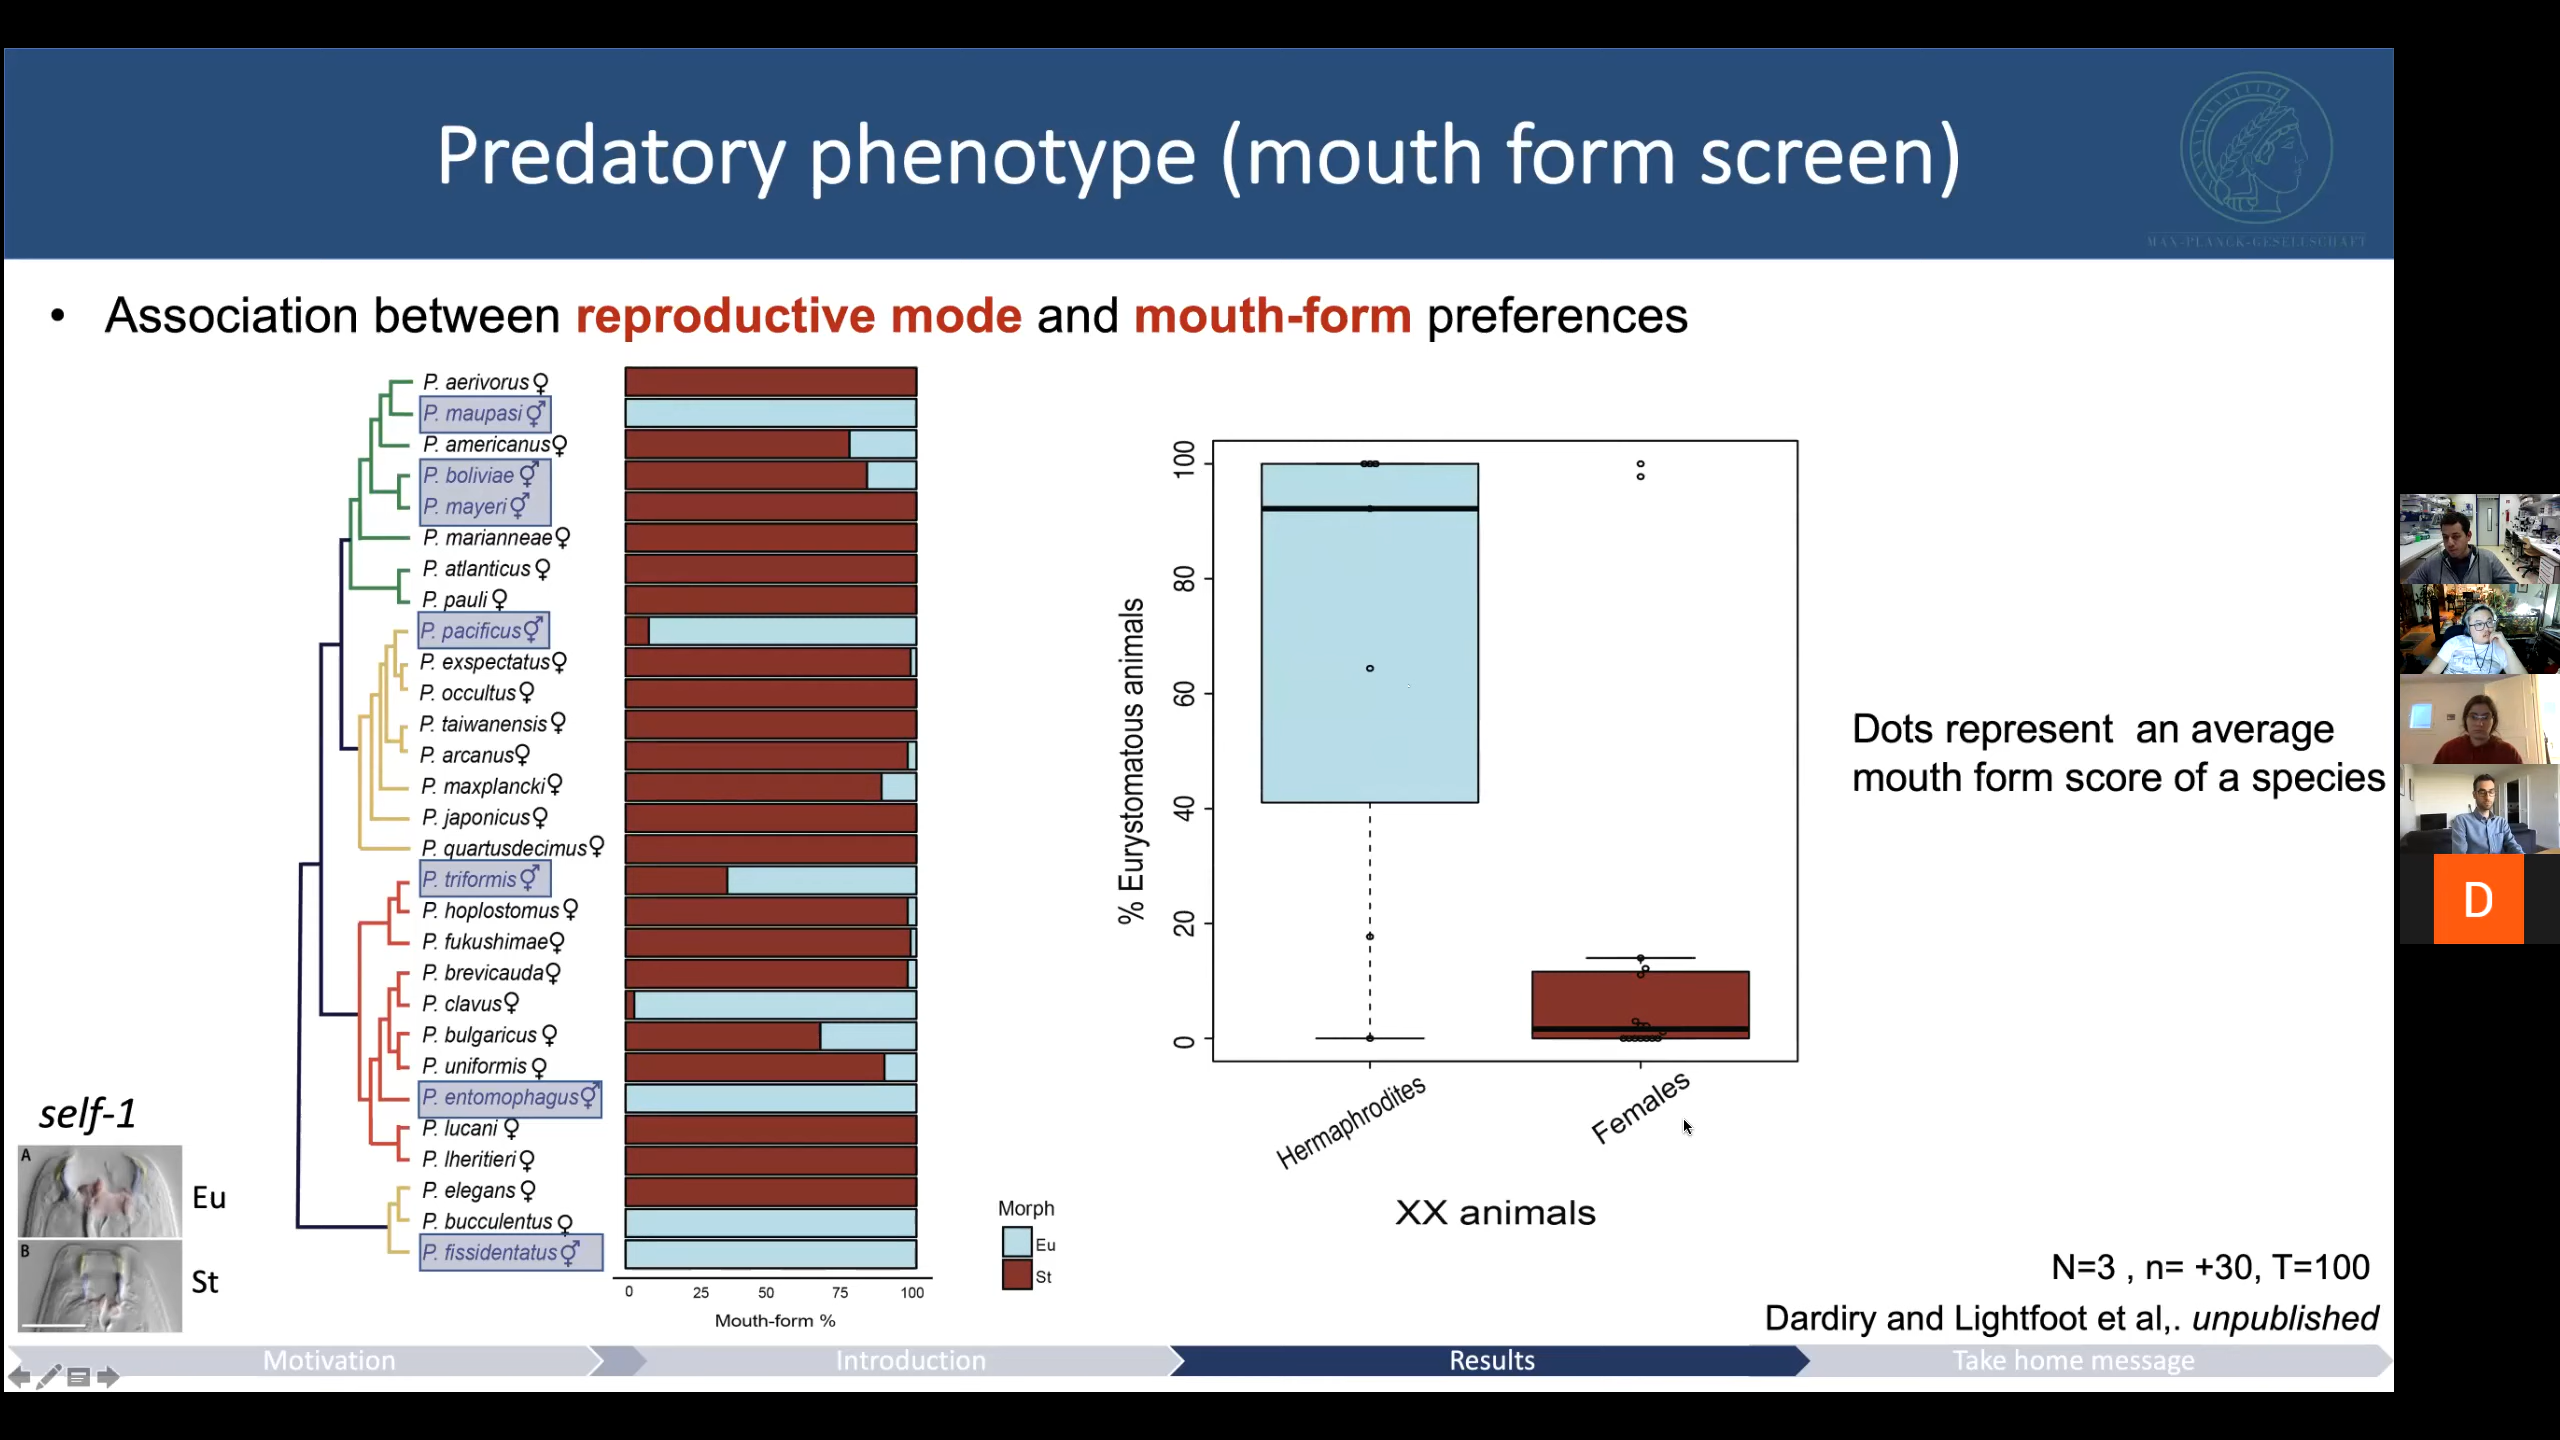 Predatory phenotype (mouth form screen)
MAX-PLANCK-GESELLSCHAFT
• Association between reproductive mode and mouth-form preferences
P. aerivorus♀
P. maupasi⚥
P. americanus♀
P. boliviae⚥
P. mayeri⚥
P. marianneae♀
P. atlanticus♀
P. pauli♀
P. pacificus⚥
P. exspectatus♀
P. occultus♀
P. taiwanensis♀
P. arcanus♀
P. maxplancki♀
P. japonicus♀
P. quartusdecimus♀
P. triformis⚥
P. hoplostomus♀
P. fukushimae♀
P. brevicauda♀
P. clavus♀
P. bulgaricus♀
P. uniformis♀
P. entomophagus⚥
P. lucani♀
P. lheritieri♀
P. elegans♀
P. bucculentus♀
P. fissidentatus⚥
0 25 50 75 100
Mouth-form %
self-1
A
Eu
B
St
Morph
Eu
St
% Eurystomatous animals
100
80
60
40
20
0
Hermaphrodites
Females
XX animals
Dots represent an average
mouth form score of a species
N=3 , n= +30, T=100
Dardiry and Lightfoot et al,. unpublished
Motivation
Introduction
Results
Take home message
D